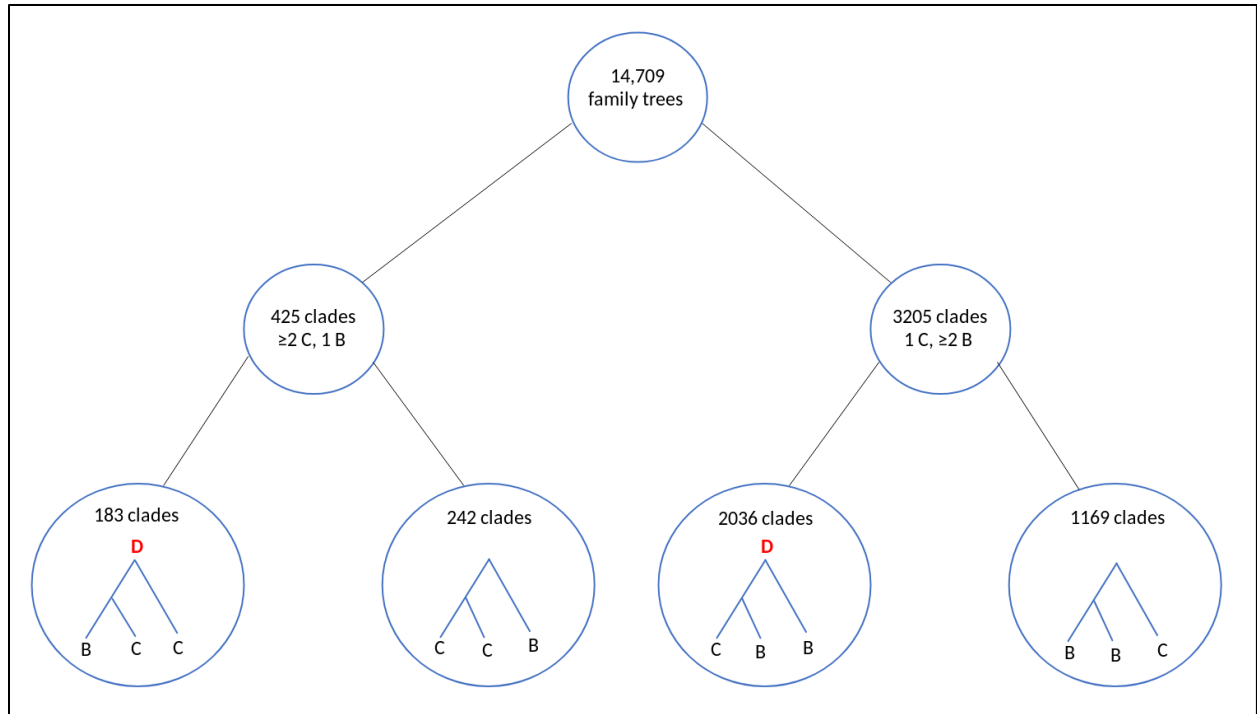 14,709
family trees
425 clades
≥2 C, 1 B
3205 clades
1 C, ≥2 B
183 clades
D
B C C
242 clades
C C B
2036 clades
D
C B B
1169 clades
B B C